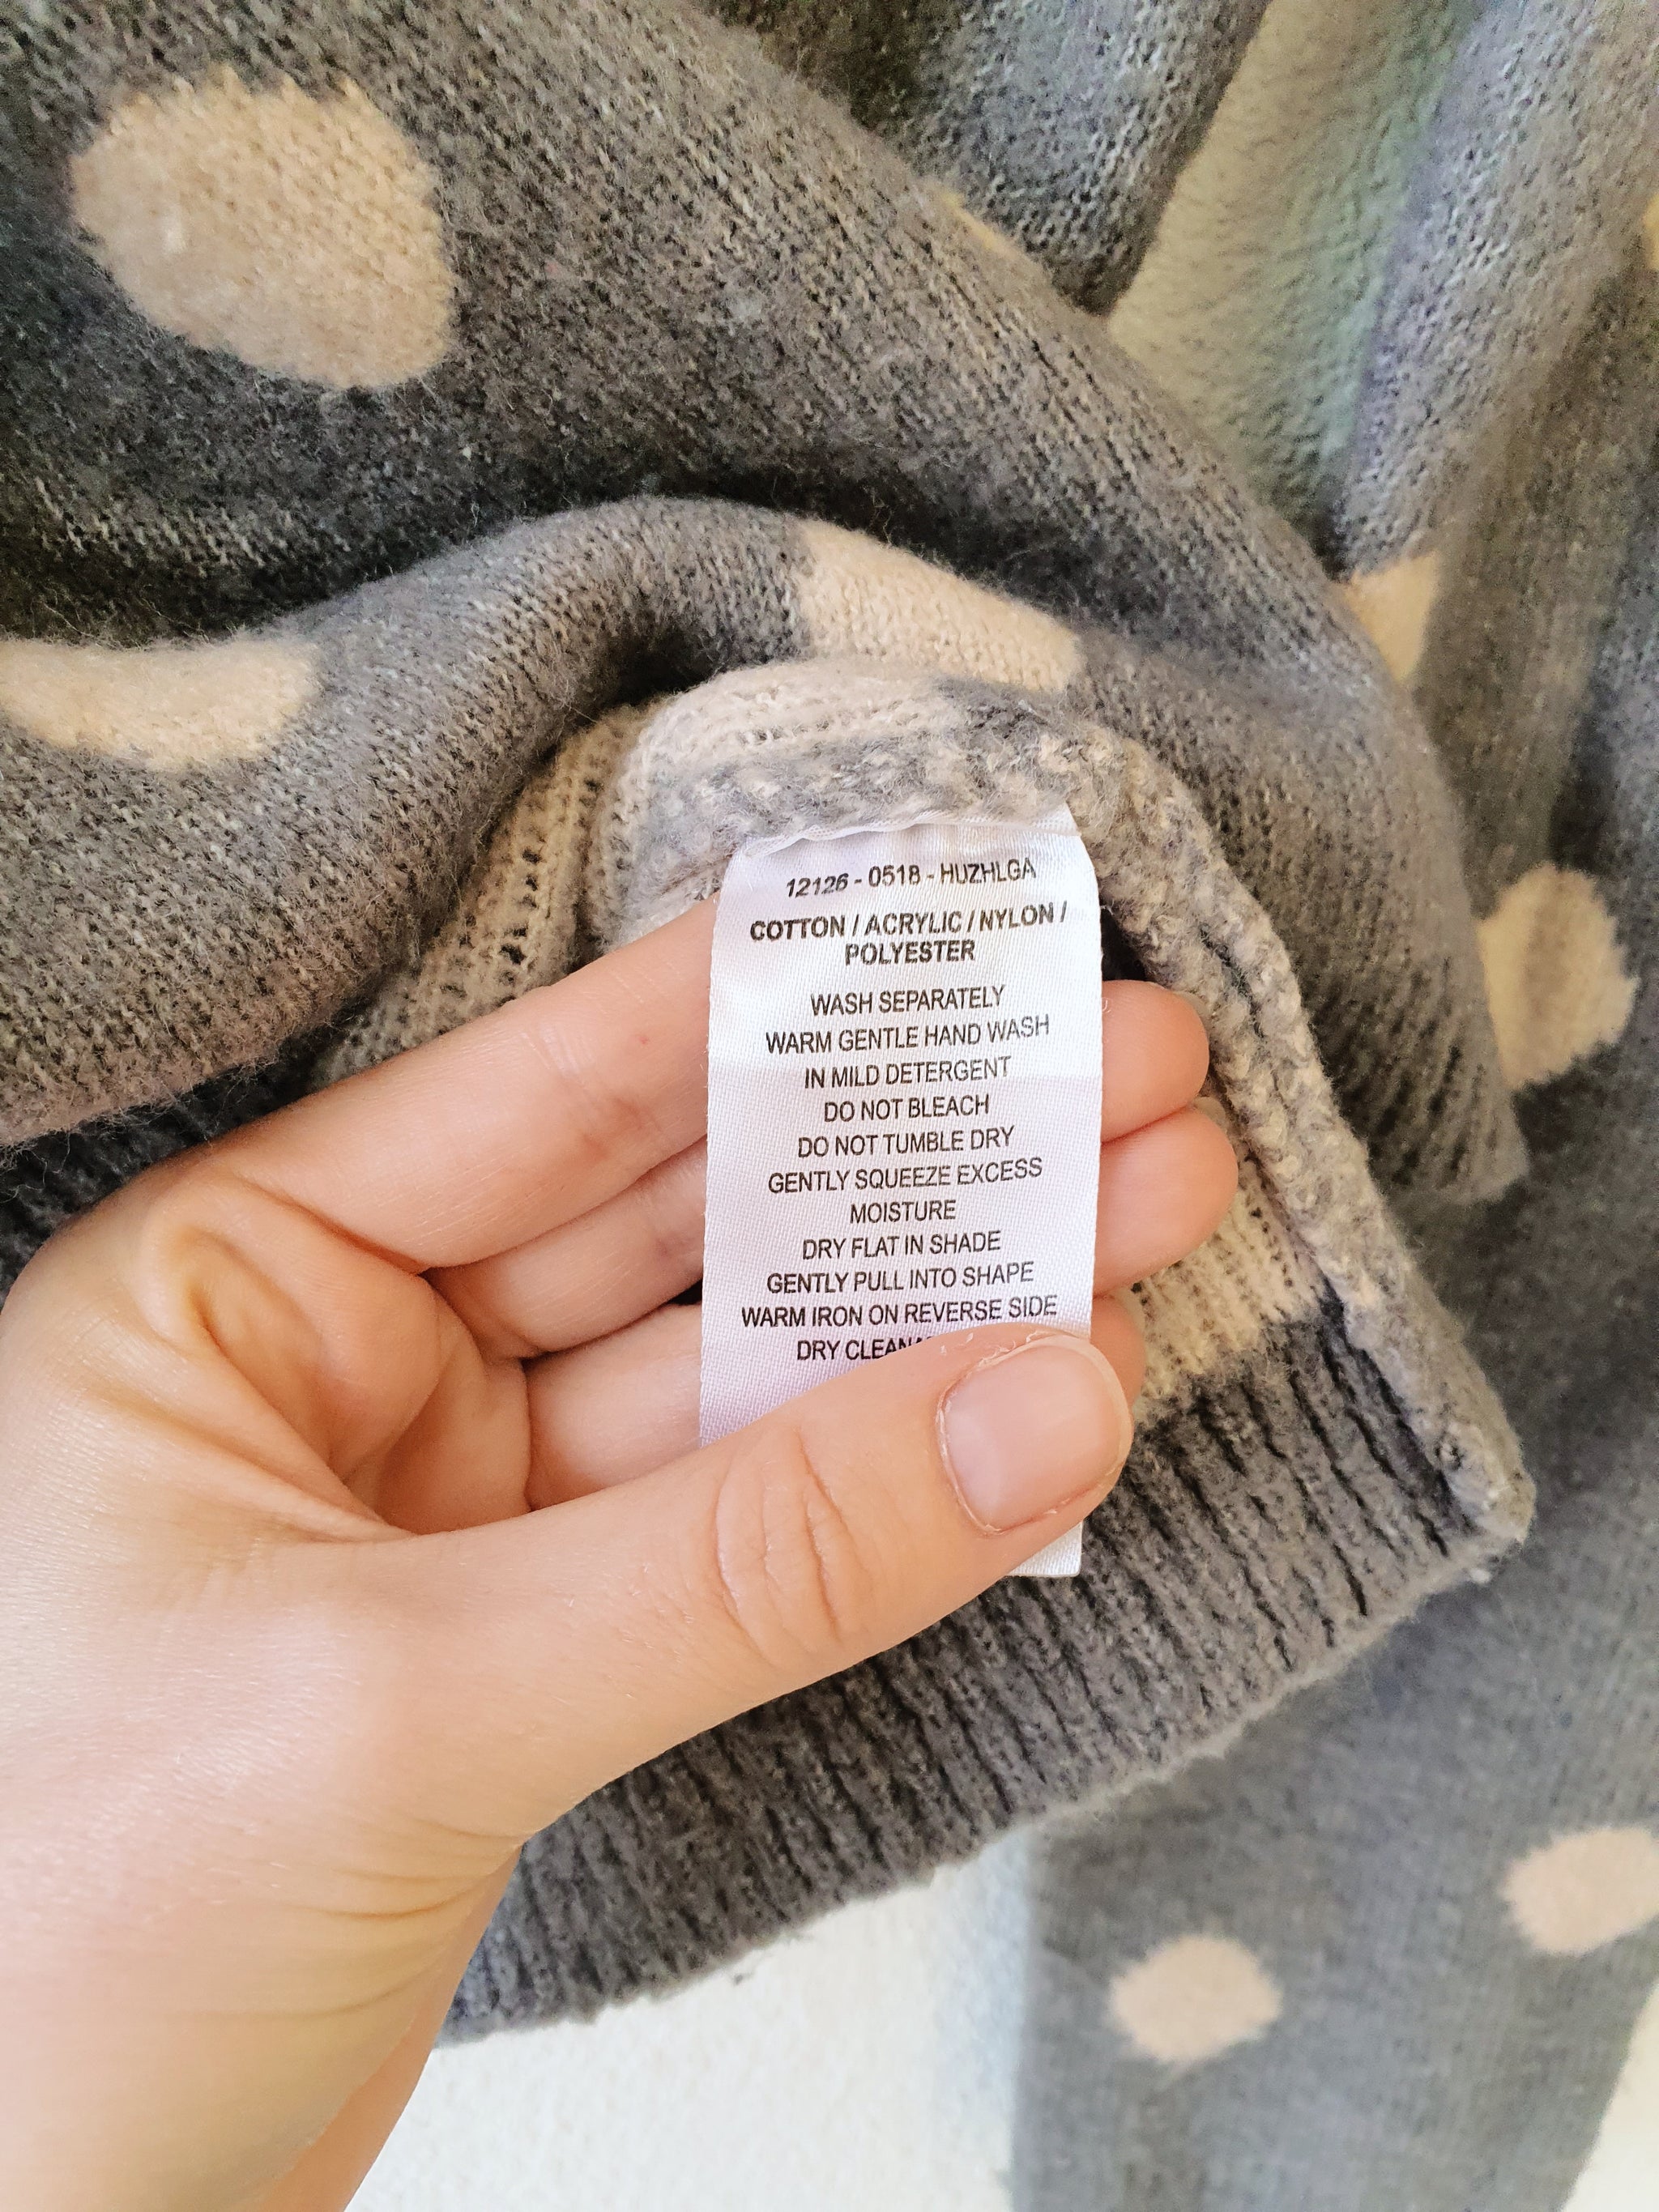 12126 - 0518 - HUZHLGA
COTTON / ACRYLIC / NYLON /
POLYESTER
WASH SEPARATELY
WARM GENTLE HAND WASH
IN MILD DETERGENT
DO NOT BLEACH
DO NOT TUMBLE DRY
GENTLY SQUEEZE EXCESS
MOISTURE
DRY FLAT IN SHADE
GENTLY PULL INTO SHAPE
WARM IRON ON REVERSE SIDE
DRY